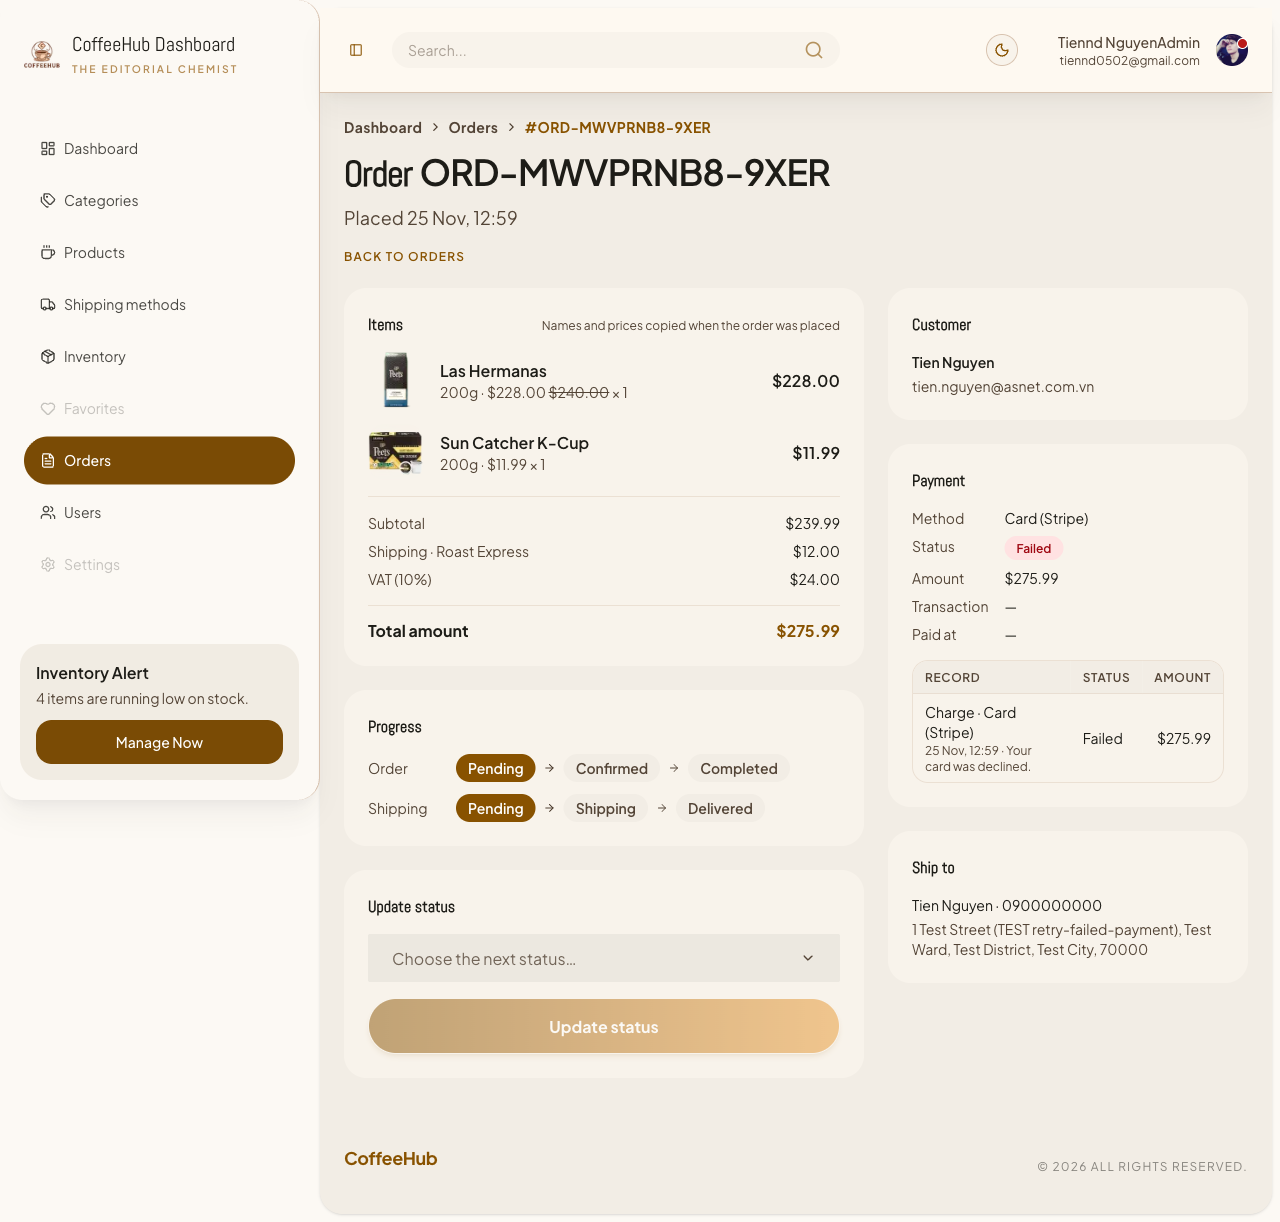 COFFEEHUB
CoffeeHub Dashboard
THE EDITORIAL CHEMIST
Dashboard
Categories
Products
Shipping methods
Inventory
Favorites
Orders
Users
Settings
Inventory Alert
4 items are running low on stock.
Manage Now
Search...
Tiennd NguyenAdmin
tiennd0502@gmail.com
Dashboard > Orders > #ORD-MWVPRNB8-9XER
Order ORD-MWVPRNB8-9XER
Placed 25 Nov, 12:59
BACK TO ORDERS
Items
Names and prices copied when the order was placed
Peet's
Las Hermanas
200g · $228.00 $240.00 × 1
$228.00
Peet's
Sun Catcher K-Cup
200g · $11.99 × 1
$11.99
Subtotal $239.99
Shipping · Roast Express $12.00
VAT (10%) $24.00
Total amount $275.99
Progress
Order Pending → Confirmed → Completed
Shipping Pending → Shipping → Delivered
Update status
Choose the next status…
Update status
Customer
Tien Nguyen
tien.nguyen@asnet.com.vn
Payment
Method Card (Stripe)
Status Failed
Amount $275.99
Transaction —
Paid at —
RECORD STATUS AMOUNT
Charge · Card
(Stripe)
25 Nov, 12:59 · Your
card was declined.
Failed $275.99
Ship to
Tien Nguyen · 0900000000
1 Test Street (TEST retry-failed-payment), Test
Ward, Test District, Test City, 70000
CoffeeHub
© 2026 ALL RIGHTS RESERVED.